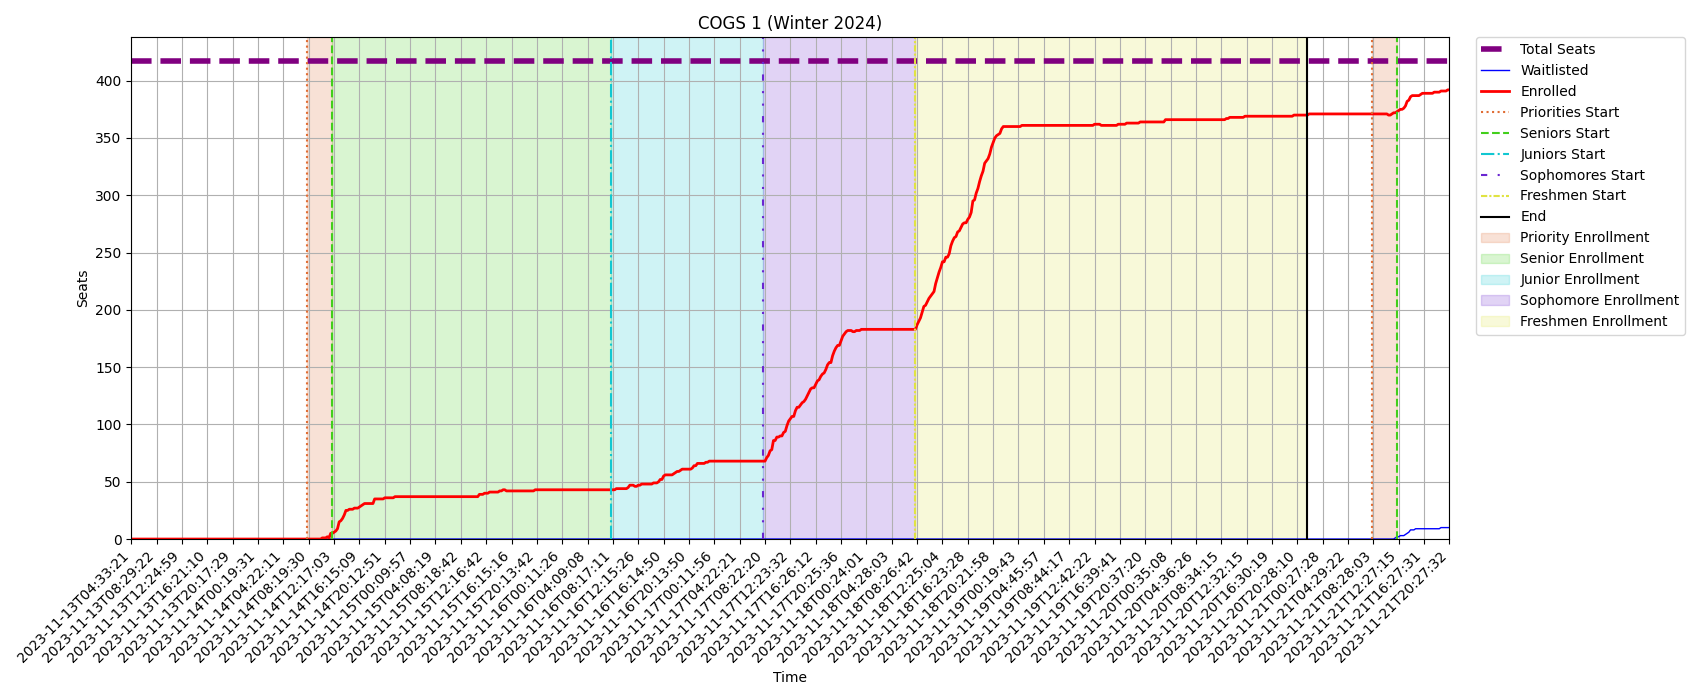 COGS 1 (Winter 2024)
Seats
400
350
300
250
200
150
100
50
0
2023-11-13T04:33:21
2023-11-13T08:29:22
2023-11-13T12:24:59
2023-11-13T16:21:10
2023-11-13T20:17:29
2023-11-14T00:19:31
2023-11-14T04:22:11
2023-11-14T08:19:30
2023-11-14T12:17:03
2023-11-14T16:15:09
2023-11-14T20:12:51
2023-11-15T00:09:57
2023-11-15T04:08:19
2023-11-15T08:18:42
2023-11-15T12:16:42
2023-11-15T16:15:16
2023-11-15T20:13:42
2023-11-16T00:11:26
2023-11-16T04:09:08
2023-11-16T08:17:11
2023-11-16T12:15:26
2023-11-16T16:14:50
2023-11-16T20:13:50
2023-11-17T00:11:56
2023-11-17T04:22:21
2023-11-17T08:22:20
2023-11-17T12:23:32
2023-11-17T16:26:12
2023-11-17T20:25:36
2023-11-18T00:24:01
2023-11-18T04:28:03
2023-11-18T08:26:42
2023-11-18T12:25:04
2023-11-18T16:23:28
2023-11-18T20:21:58
2023-11-19T00:19:43
2023-11-19T04:45:57
2023-11-19T08:44:17
2023-11-19T12:42:22
2023-11-19T16:39:41
2023-11-19T20:37:20
2023-11-20T00:35:08
2023-11-20T04:36:26
2023-11-20T08:34:15
2023-11-20T12:32:15
2023-11-20T16:30:19
2023-11-20T20:28:10
2023-11-21T00:27:28
2023-11-21T04:29:22
2023-11-21T08:28:03
2023-11-21T12:27:15
2023-11-21T16:27:31
2023-11-21T20:27:32
Time
Total Seats
Waitlisted
Enrolled
Priorities Start
Seniors Start
Juniors Start
Sophomores Start
Freshmen Start
End
Priority Enrollment
Senior Enrollment
Junior Enrollment
Sophomore Enrollment
Freshmen Enrollment